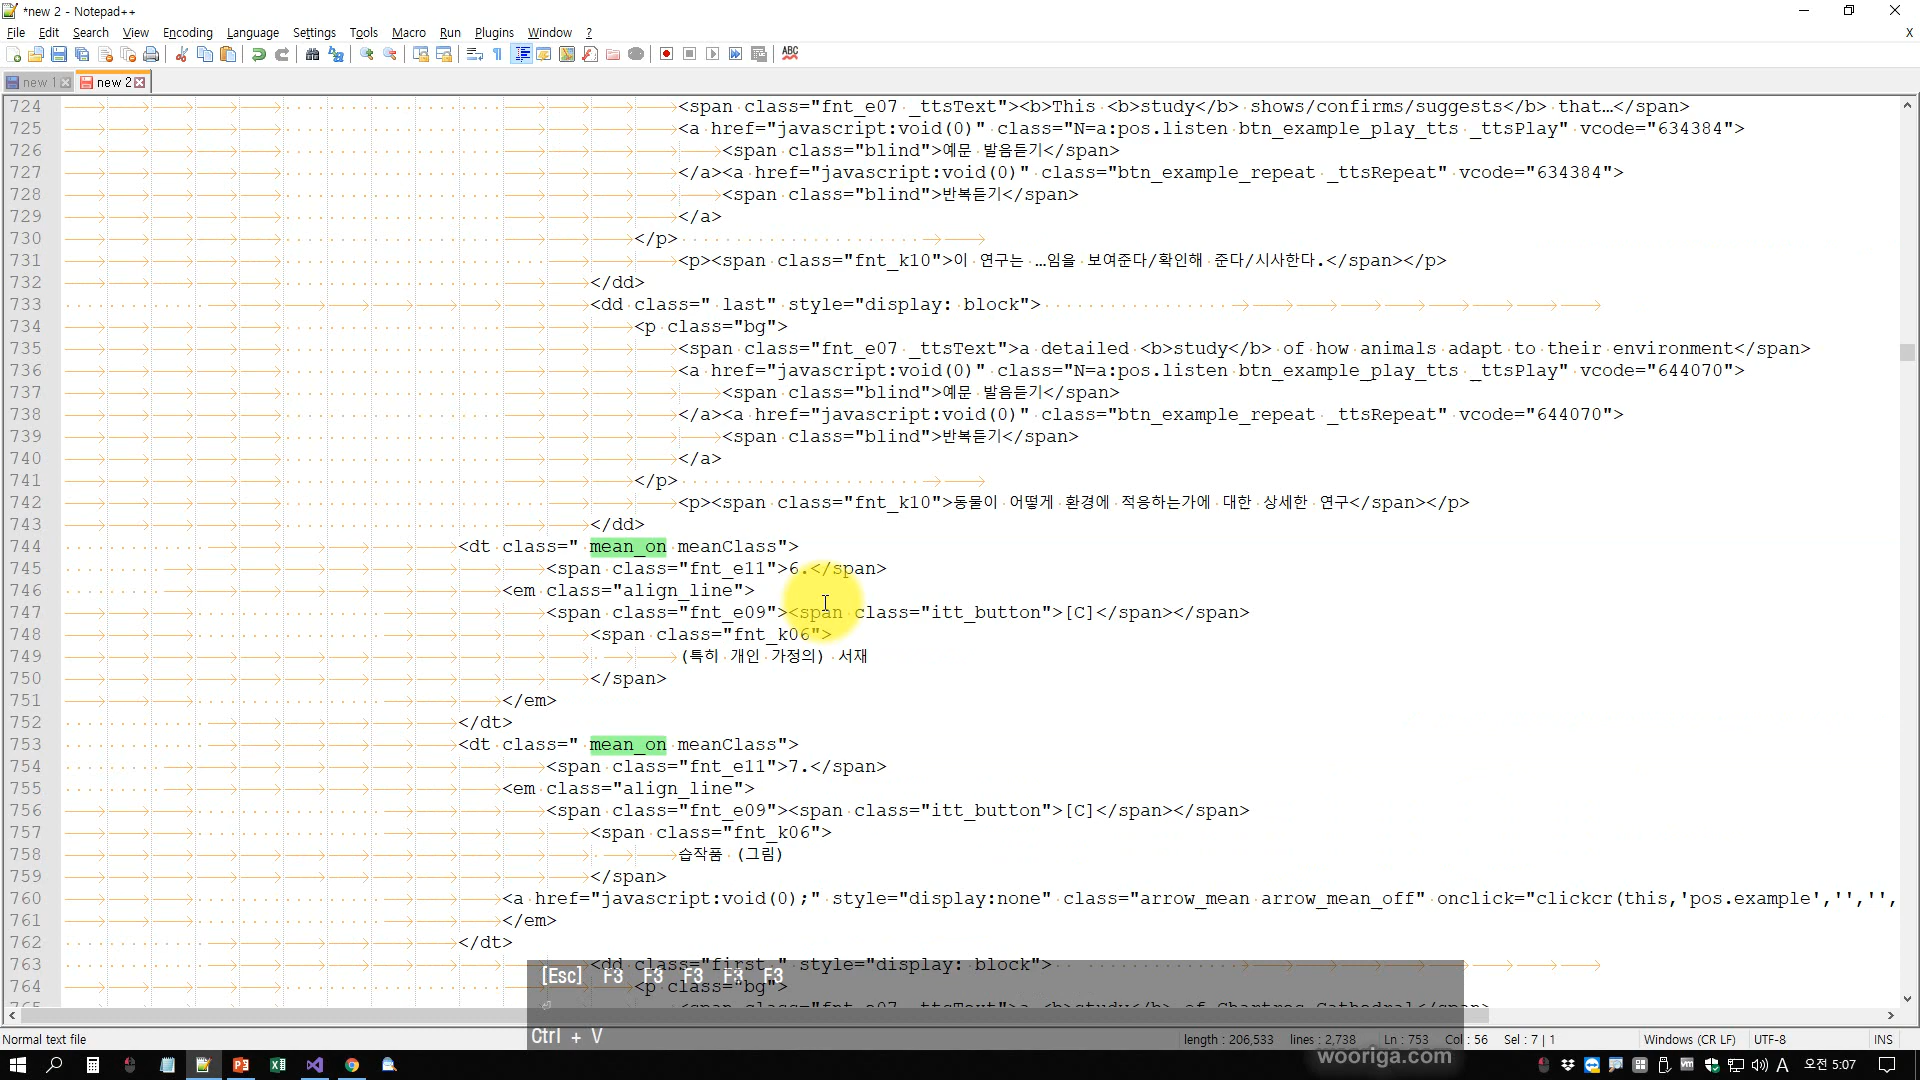 *new 2 - Notepad++
File Edit Search View Encoding Language Settings Tools Macro Run Plugins Window ? X
new 1 new 2
724 <span class="fnt_e07 _ttsText"><b>This <b>study</b> shows/confirms/suggests</b> that…</span>
725 <a href="javascript:void(0)" class="N=a:pos.listen btn_example_play_tts _ttsPlay" vcode="634384">
726 <span class="blind">예문 발음듣기</span>
727 </a><a href="javascript:void(0)" class="btn_example_repeat _ttsRepeat" vcode="634384">
728 <span class="blind">반복듣기</span>
729 </a>
730 </p>
731 <p><span class="fnt_k10">이 연구는 …임을 보여준다/확인해 준다/시사한다.</span></p>
732 </dd>
733 <dd class=" last" style="display: block">
734 <p class="bg">
735 <span class="fnt_e07 _ttsText">a detailed <b>study</b> of how animals adapt to their environment</span>
736 <a href="javascript:void(0)" class="N=a:pos.listen btn_example_play_tts _ttsPlay" vcode="644070">
737 <span class="blind">예문 발음듣기</span>
738 </a><a href="javascript:void(0)" class="btn_example_repeat _ttsRepeat" vcode="644070">
739 <span class="blind">반복듣기</span>
740 </a>
741 </p>
742 <p><span class="fnt_k10">동물이 어떻게 환경에 적응하는가에 대한 상세한 연구</span></p>
743 </dd>
744 <dt class=" mean_on meanClass">
745 <span class="fnt_e11">6.</span>
746 <em class="align_line">
747 <span class="fnt_e09"><span class="itt_button">[C]</span></span>
748 <span class="fnt_k06">
749 (특히 개인 가정의) 서재
750 </span>
751 </em>
752 </dt>
753 <dt class=" mean_on meanClass">
754 <span class="fnt_e11">7.</span>
755 <em class="align_line">
756 <span class="fnt_e09"><span class="itt_button">[C]</span></span>
757 <span class="fnt_k06">
758 습작품 (그림)
759 </span>
760 <a href="javascript:void(0);" style="display:none" class="arrow_mean arrow_mean_off" onclick="clickcr(this,'pos.example','','',
761 </em>
762 </dt>
763 <dd class="first " style="display: block">
764 <p class="bg">
765 <span class="fnt_e07 _ttsText">a <b>study</b> of Chartres Cathedral</span>
[Esc] F3 F3 F3 F3 F3
Ctrl + V
Normal text file length : 206,533 lines : 2,738 Ln : 753 Col : 56 Sel : 7 | 1 Windows (CR LF) UTF-8 INS
wooriga.com
A 오전 5:07